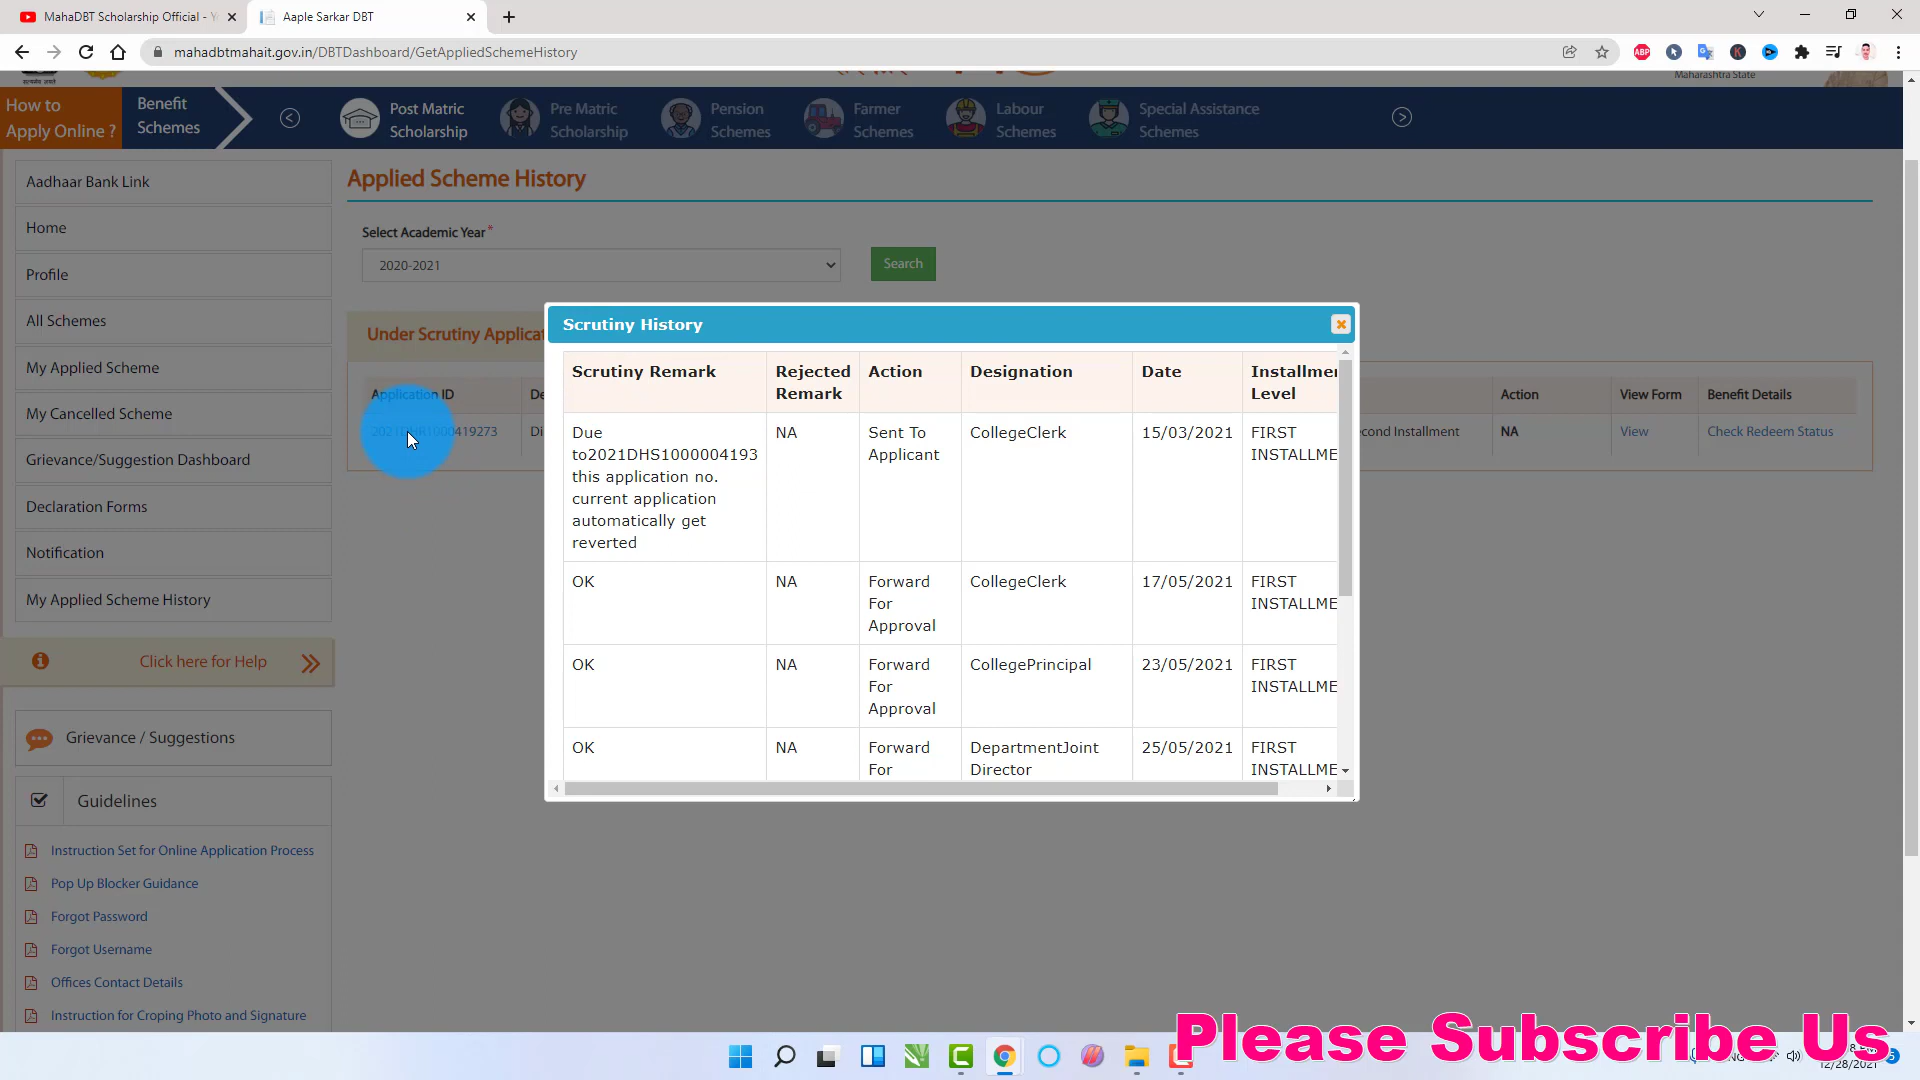 MahaDBT Scholarship Official - Y
Aaple Sarkar DBT
mahadbtmahait.gov.in/DBTDashboard/GetAppliedSchemeHistory
ABP
Maharashtra State
How to
Apply Online ?
Benefit
Schemes
Post Matric
Scholarship
Pre Matric
Scholarship
Pension
Schemes
Farmer
Schemes
Labour
Schemes
Special Assistance
Schemes
Aadhaar Bank Link
Home
Profile
All Schemes
My Applied Scheme
My Cancelled Scheme
Grievance/Suggestion Dashboard
Declaration Forms
Notification
My Applied Scheme History
Click here for Help
Grievance / Suggestions
Guidelines
Instruction Set for Online Application Process
Pop Up Blocker Guidance
Forgot Password
Forgot Username
Offices Contact Details
Instruction for Croping Photo and Signature
Applied Scheme History
Select Academic Year *
2020-2021
Search
Under Scrutiny Applicat
Application ID
De
Action
View Form
Benefit Details
2021DHR1000419273
Di
econd Installment
NA
View
Check Redeem Status
Scrutiny History
Scrutiny Remark
Rejected
Remark
Action
Designation
Date
Installmen
Level
Due
to2021DHS1000004193
this application no.
current application
automatically get
reverted
NA
Sent To
Applicant
CollegeClerk
15/03/2021
FIRST
INSTALLME
OK
NA
Forward
For
Approval
CollegeClerk
17/05/2021
FIRST
INSTALLME
OK
NA
Forward
For
Approval
CollegePrincipal
23/05/2021
FIRST
INSTALLME
OK
NA
Forward
For
DepartmentJoint
Director
25/05/2021
FIRST
INSTALLME
Please Subscribe Us